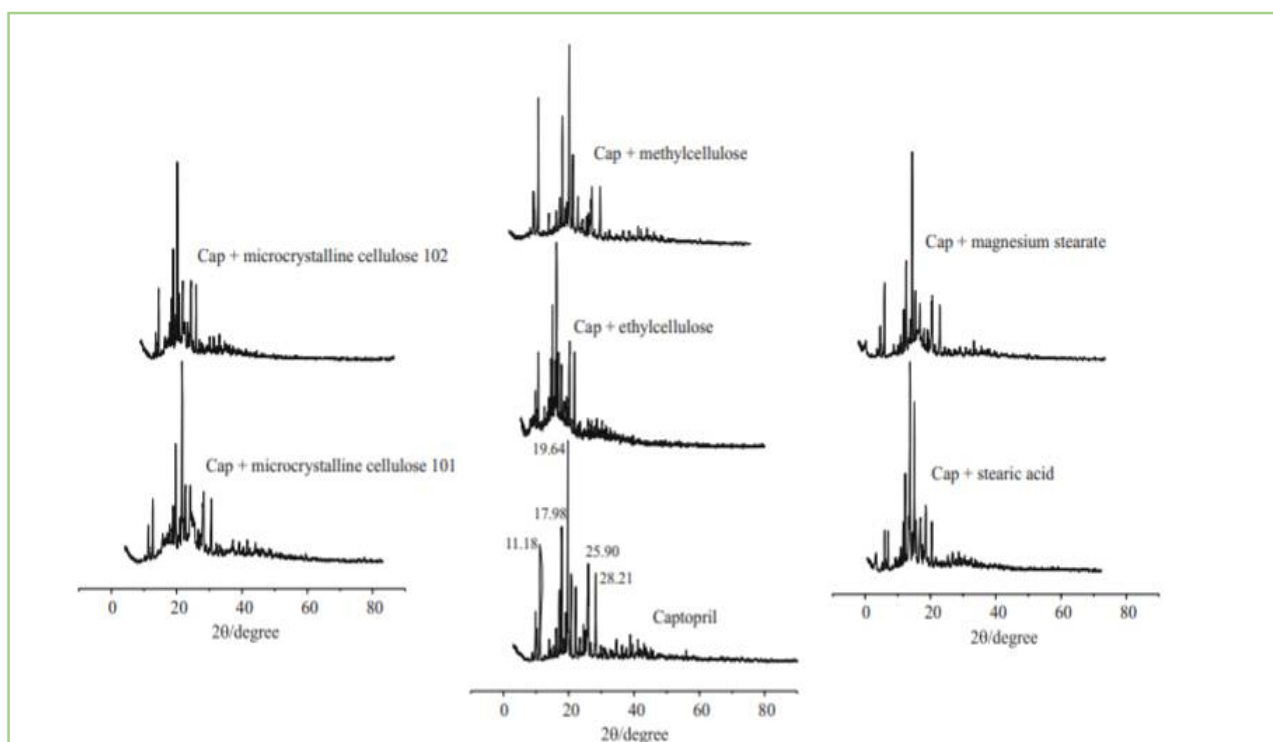 Cap + microcrystalline cellulose 102
Cap + microcrystalline cellulose 101
0 20 40 60 80
2θ/degree
Cap + methylcellulose
Cap + ethylcellulose
19.64
17.98
11.18
25.90
28.21
Captopril
0 20 40 60 80
2θ/degree
Cap + magnesium stearate
Cap + stearic acid
0 20 40 60 80
2θ/degree